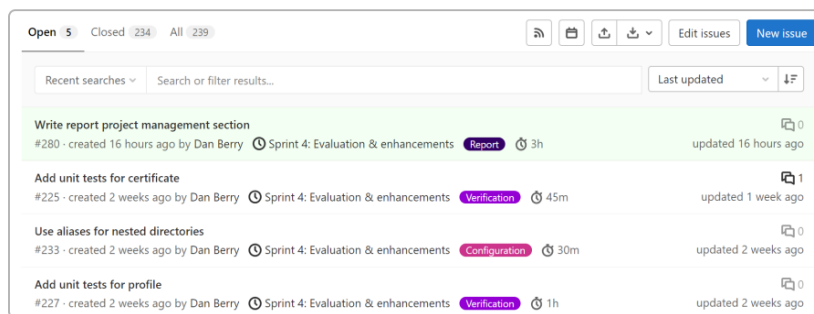 Open 5 Closed 234 All 239 Edit issues New issue
Recent searches Search or filter results... Last updated
Write report project management section 0
#280 · created 16 hours ago by Dan Berry Sprint 4: Evaluation & enhancements Report 3h updated 16 hours ago
Add unit tests for certificate 1
#225 · created 2 weeks ago by Dan Berry Sprint 4: Evaluation & enhancements Verification 45m updated 1 week ago
Use aliases for nested directories 0
#233 · created 2 weeks ago by Dan Berry Sprint 4: Evaluation & enhancements Configuration 30m updated 2 weeks ago
Add unit tests for profile 0
#227 · created 2 weeks ago by Dan Berry Sprint 4: Evaluation & enhancements Verification 1h updated 2 weeks ago